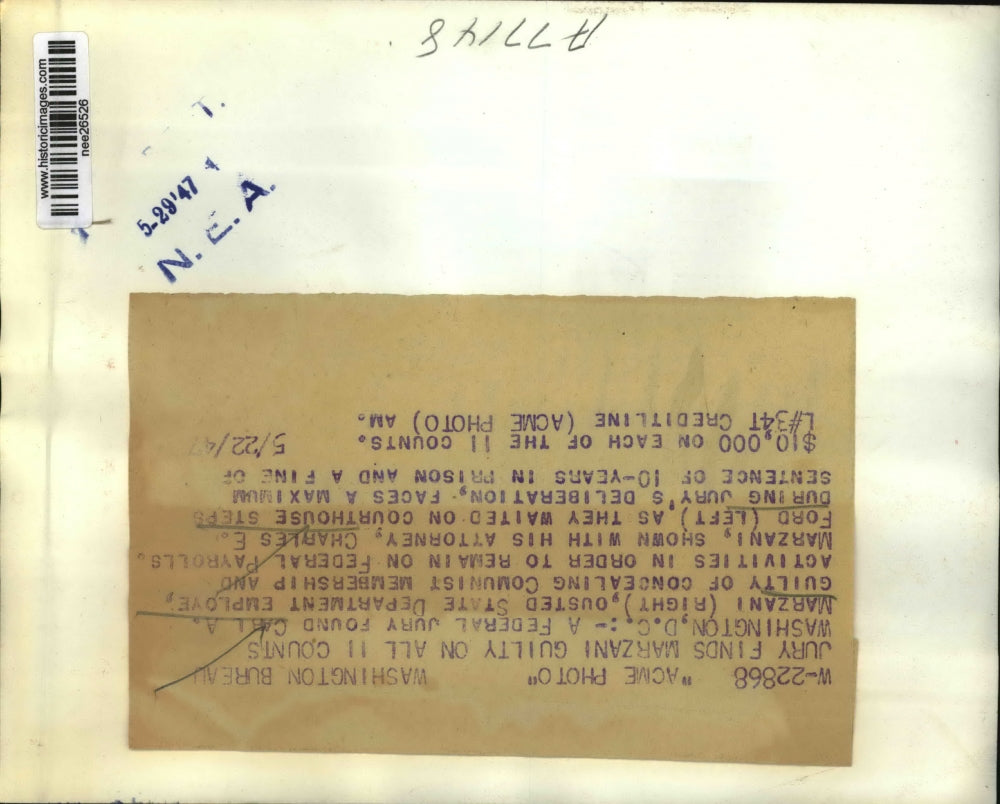 A77148
www.historicimages.com
nee26526
5-29'47
N. E. A.
W-22868 "ACME PHOTO" WASHINGTON BUREAU
JURY FINDS MARZANI GUILTY ON ALL 11 COUNTS
WASHINGTON, D.C.:- A FEDERAL JURY FOUND CARL A.
MARZANI (RIGHT), OUSTED STATE DEPARTMENT EMPLOYE,
GUILTY OF CONCEALING COMUNIST MEMBERSHIP AND
ACTIVITIES IN ORDER TO REMAIN ON FEDERAL PAYROLLS.
MARZANI, SHOWN WITH HIS ATTORNEY, CHARLES E.
FORD (LEFT) AS THEY WAITED ON COURTHOUSE STEPS
DURING JURY'S DELIBERATION, FACES A MAXIMUM
SENTENCE OF 10-YEARS IN PRISON AND A FINE OF
$10,000 ON EACH OF THE 11 COUNTS. 5/22/47
L#34T CREDITLINE (ACME PHOTO) AM.